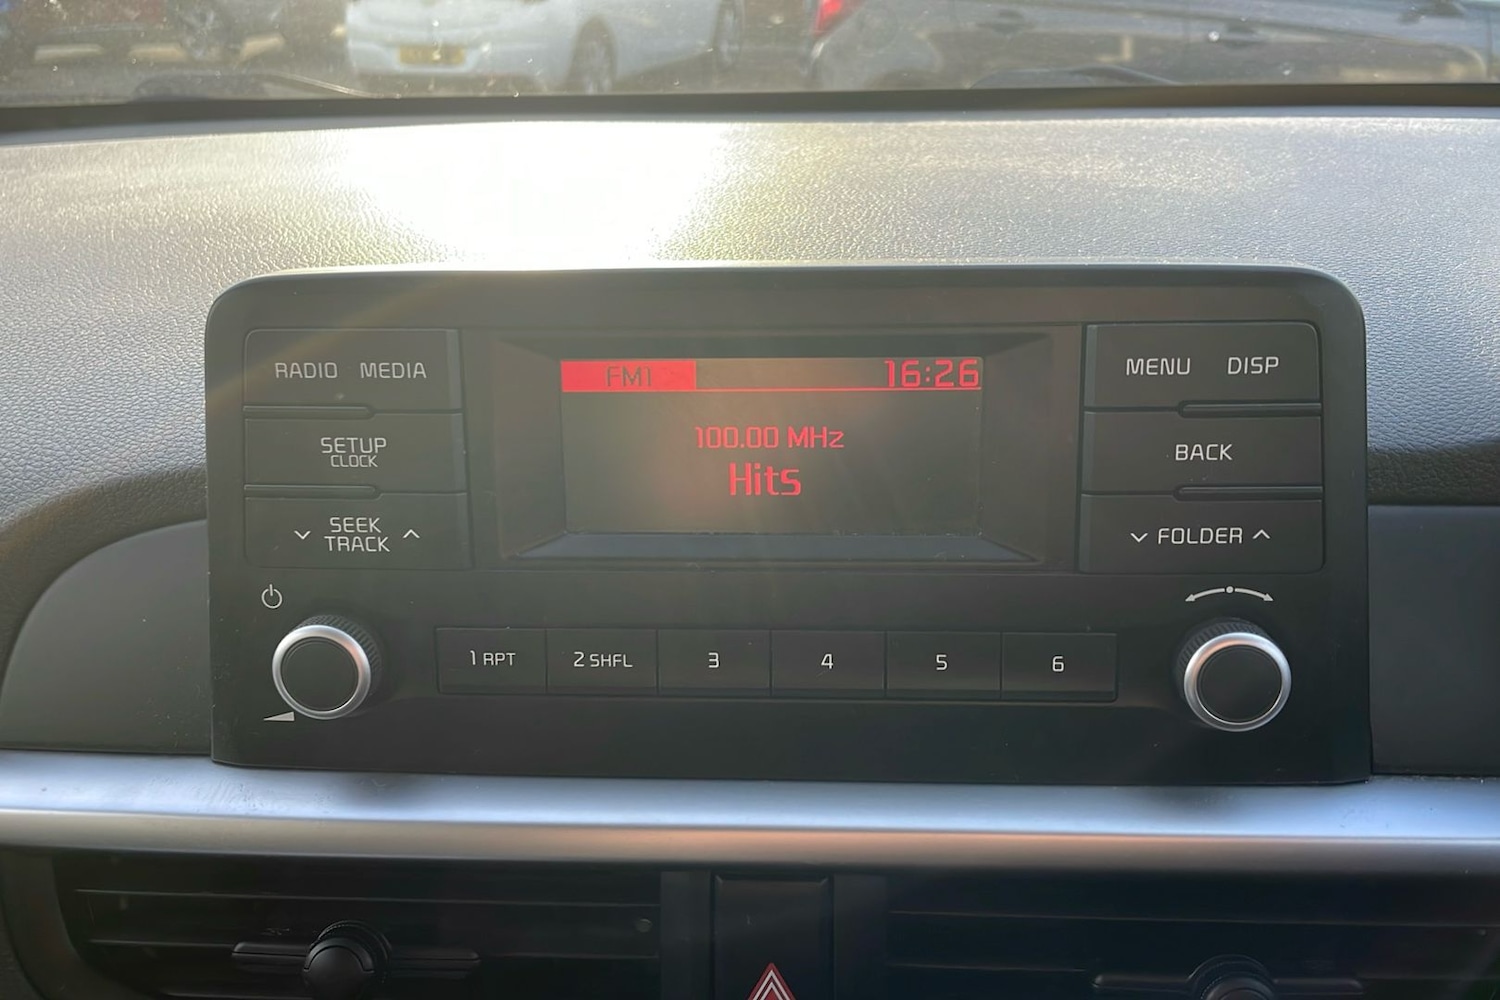 RADIO MEDIA
SETUP
CLOCK
SEEK
TRACK
FM1 16:26
100.00 MHz
Hits
MENU DISP
BACK
FOLDER
1 RPT 2 SHFL 3 4 5 6